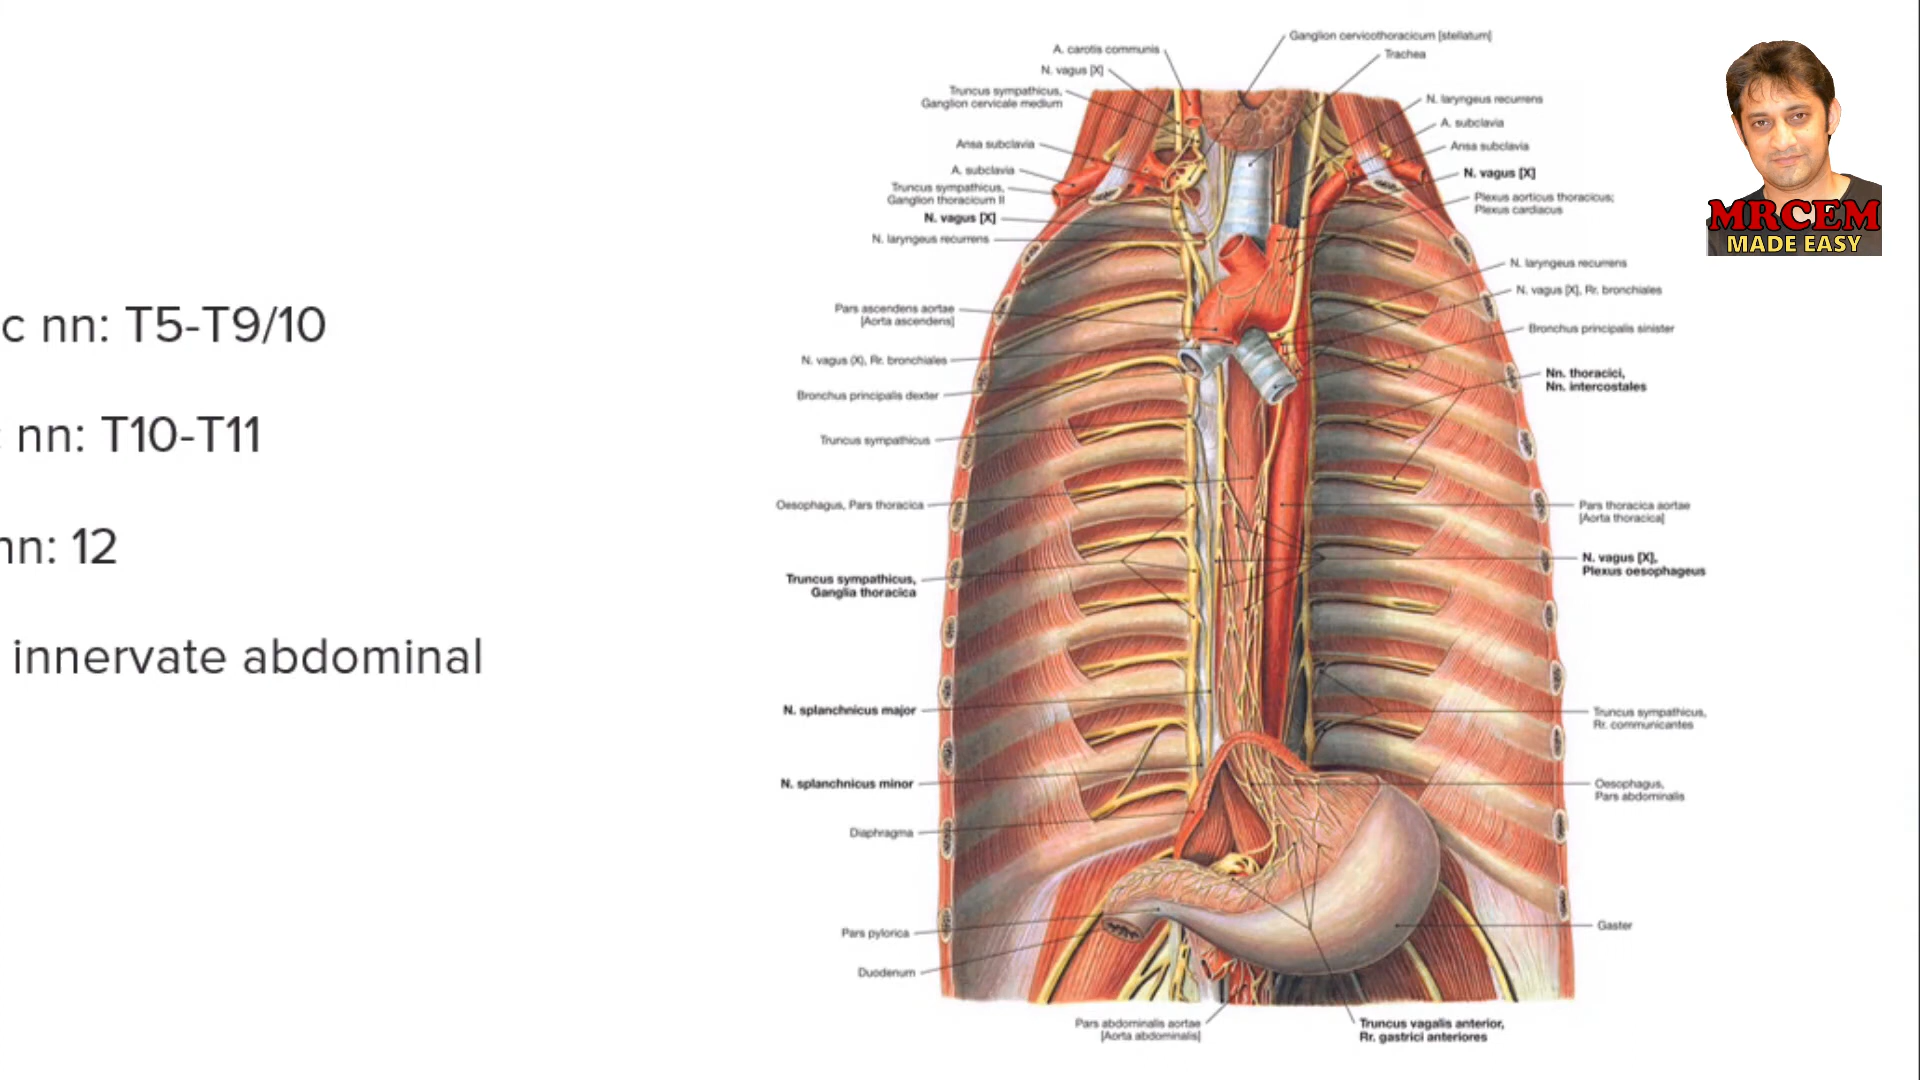 c nn: T5-T9/10
nn: T10-T11
nn: 12
innervate abdominal
A. carotis communis
N. vagus [X]
Truncus sympathicus,
Ganglion cervicale medium
Ansa subclavia
A. subclavia
Truncus sympathicus,
Ganglion thoracicum II
N. vagus [X]
N. laryngeus recurrens
Pars ascendens aortae
[Aorta ascendens]
N. vagus (X), Rr. bronchiales
Bronchus principalis dexter
Truncus sympathicus
Oesophagus, Pars thoracica
Truncus sympathicus,
Ganglia thoracica
N. splanchnicus major
N. splanchnicus minor
Diaphragma
Pars pylorica
Duodenum
Pars abdominalis aortae
[Aorta abdominalis]
Ganglion cervicothoracicum [stellatum]
Trachea
N. laryngeus recurrens
A. subclavia
Ansa subclavia
N. vagus [X]
Plexus aorticus thoracicus;
Plexus cardiacus
N. laryngeus recurrens
N. vagus [X], Rr. bronchiales
Bronchus principalis sinister
Nn. thoracici,
Nn. intercostales
Pars thoracica aortae
[Aorta thoracica]
N. vagus [X],
Plexus oesophageus
Truncus sympathicus,
Rr. communicantes
Oesophagus,
Pars abdominalis
Gaster
Truncus vagalis anterior,
Rr. gastrici anteriores
MRCEM
MADE EASY